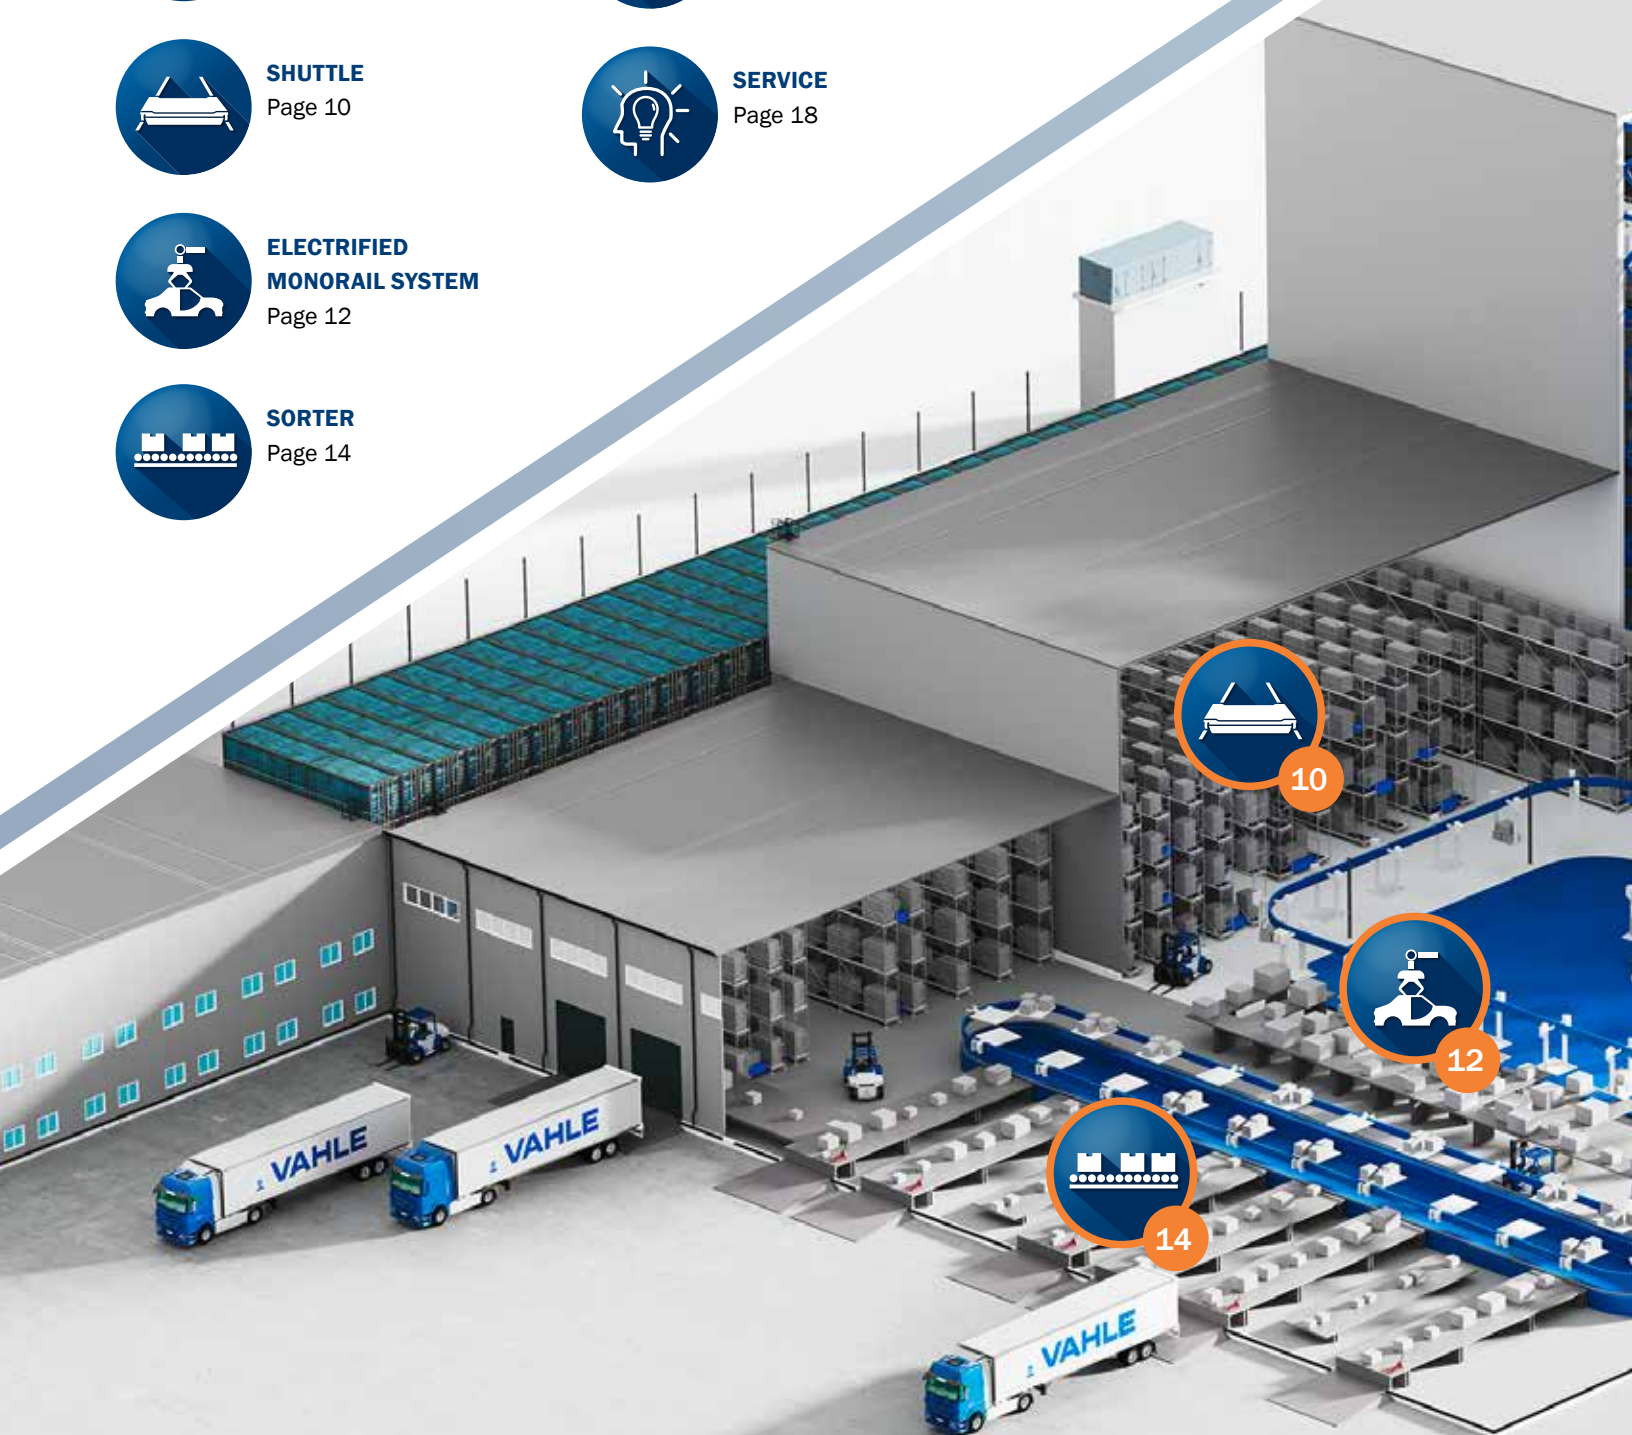 SHUTTLE
Page 10
ELECTRIFIED
MONORAIL SYSTEM
Page 12
SORTER
Page 14
SERVICE
Page 18
10
12
14
VAHLE
VAHLE
VAHLE